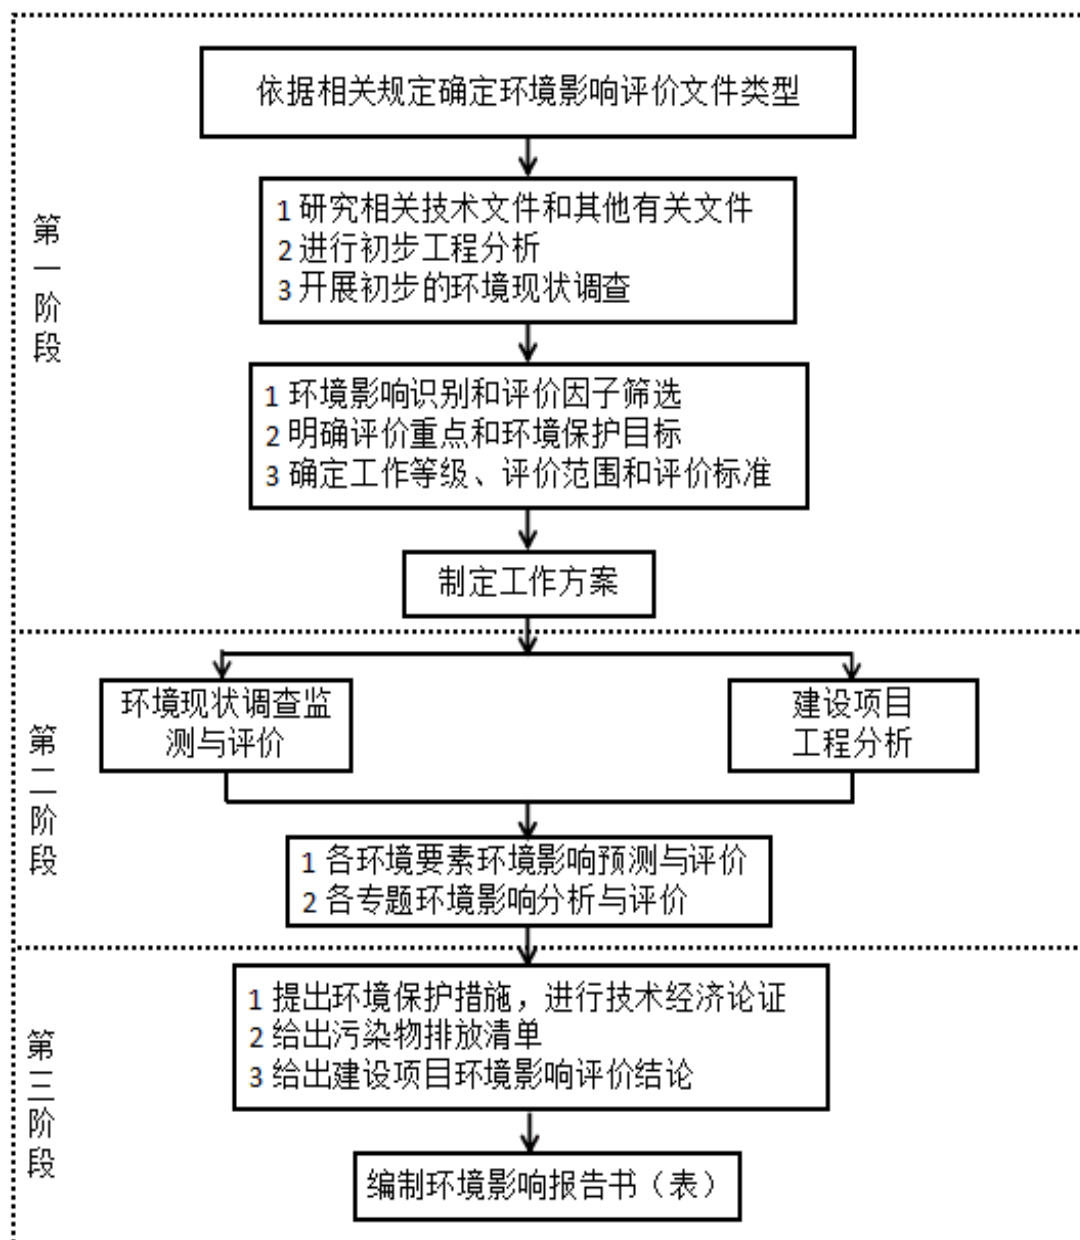 第一阶段
依据相关规定确定环境影响评价文件类型
1 研究相关技术文件和其他有关文件
2 进行初步工程分析
3 开展初步的环境现状调查
1 环境影响识别和评价因子筛选
2 明确评价重点和环境保护目标
3 确定工作等级、评价范围和评价标准
制定工作方案
第二阶段
环境现状调查监
测与评价
建设项目
工程分析
1 各环境要素环境影响预测与评价
2 各专题环境影响分析与评价
第三阶段
1 提出环境保护措施，进行技术经济论证
2 给出污染物排放清单
3 给出建设项目环境影响评价结论
编制环境影响报告书（表）